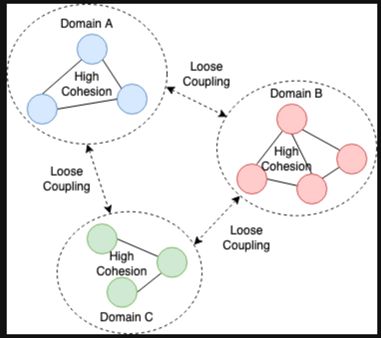 Domain A
High
Cohesion
Loose
Coupling
Domain B
High
Cohesion
Loose
Coupling
Loose
Coupling
High
Cohesion
Domain C